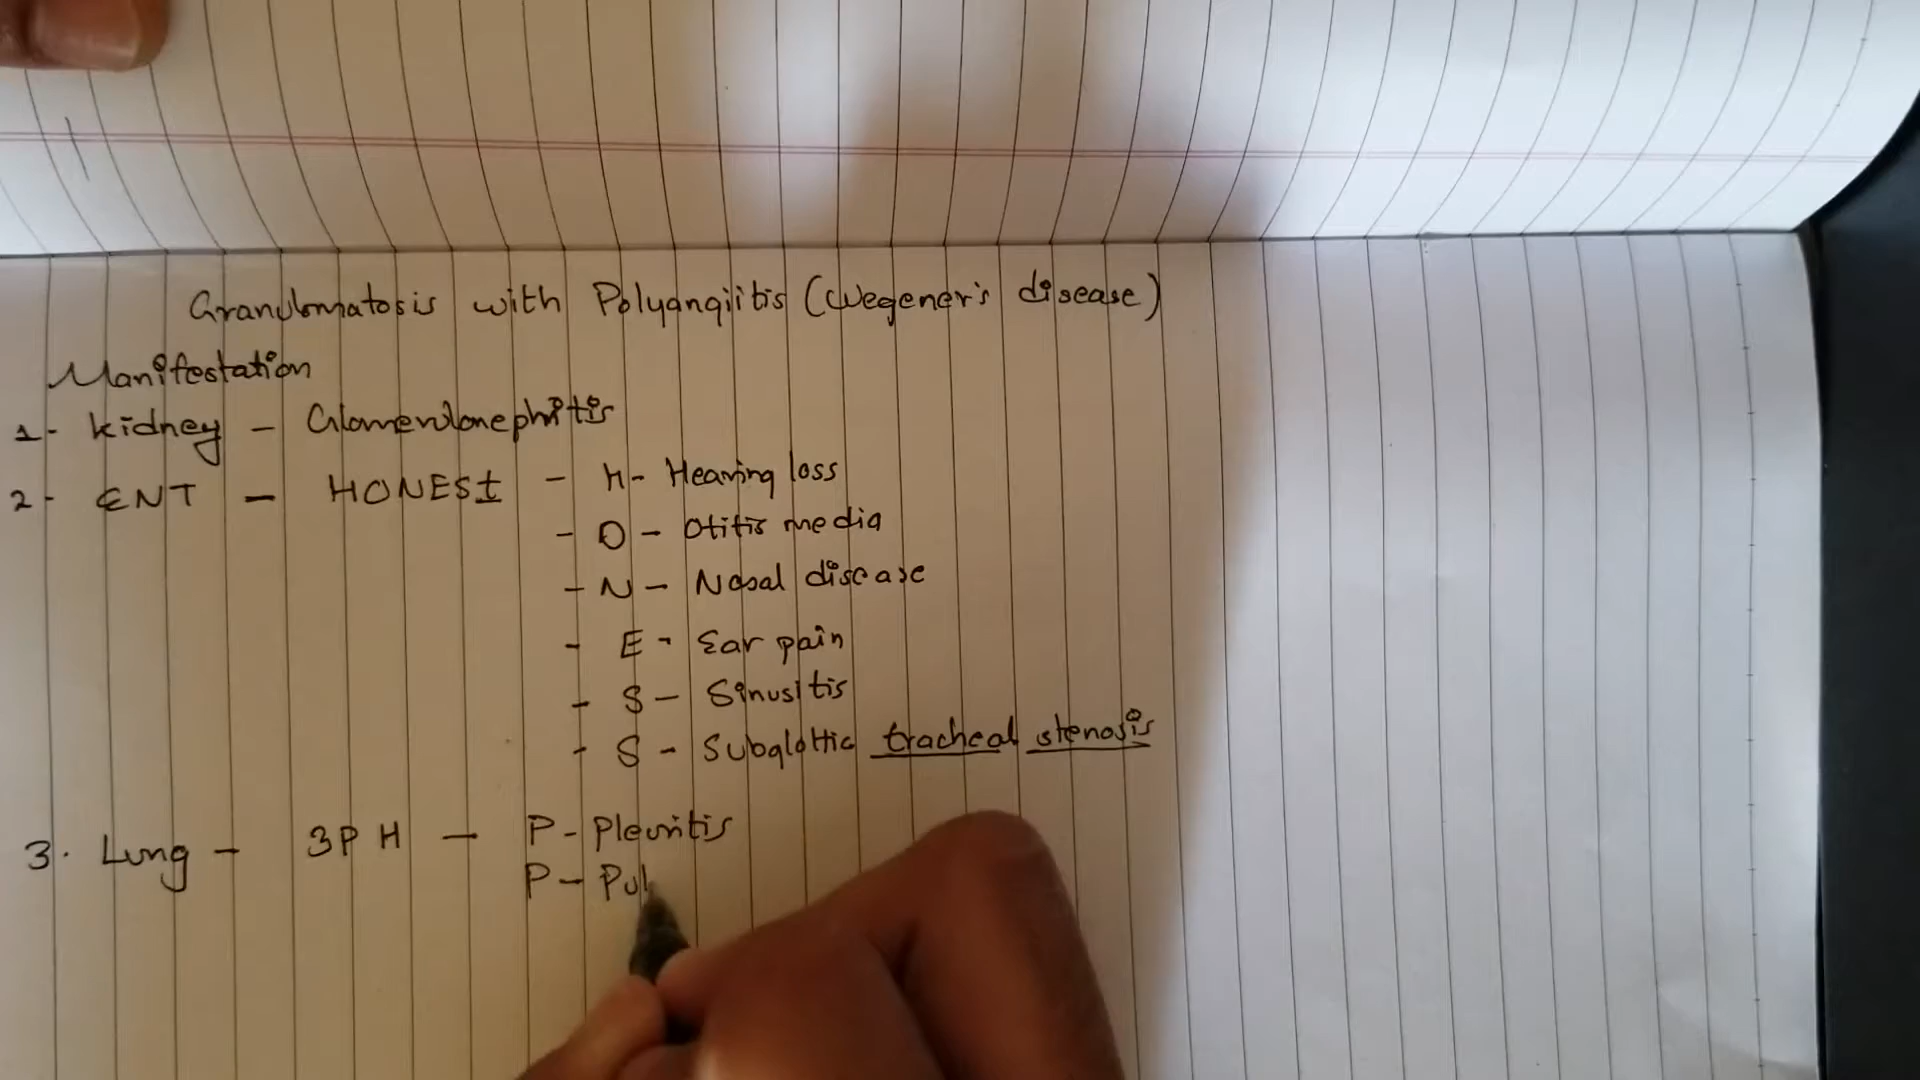 Granulomatosis with Polyangiitis (Wegener's disease)
Manifestation
1- Kidney - Glomerulonephritis
2- ENT - HONESt - H- Hearing loss
- O - Otitis media
- N - Nasal disease
- E - Ear pain
- S - Sinusitis
- S - Subglottic tracheal stenosis
3. Lung - 3P H - P - Pleuritis
P - Pul